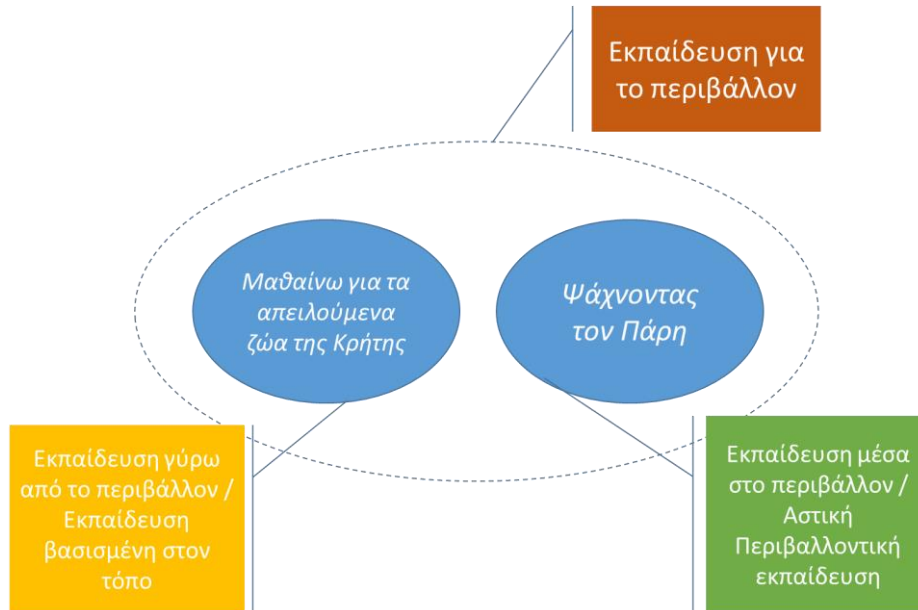 Εκπαίδευση για
το περιβάλλον
Μαθαίνω για τα
απειλούμενα
ζώα της Κρήτης
Ψάχνοντας
τον Πάρη
Εκπαίδευση γύρω
από το περιβάλλον /
Εκπαίδευση
βασισμένη στον
τόπο
Εκπαίδευση μέσα
στο περιβάλλον /
Αστική
Περιβαλλοντική
εκπαίδευση